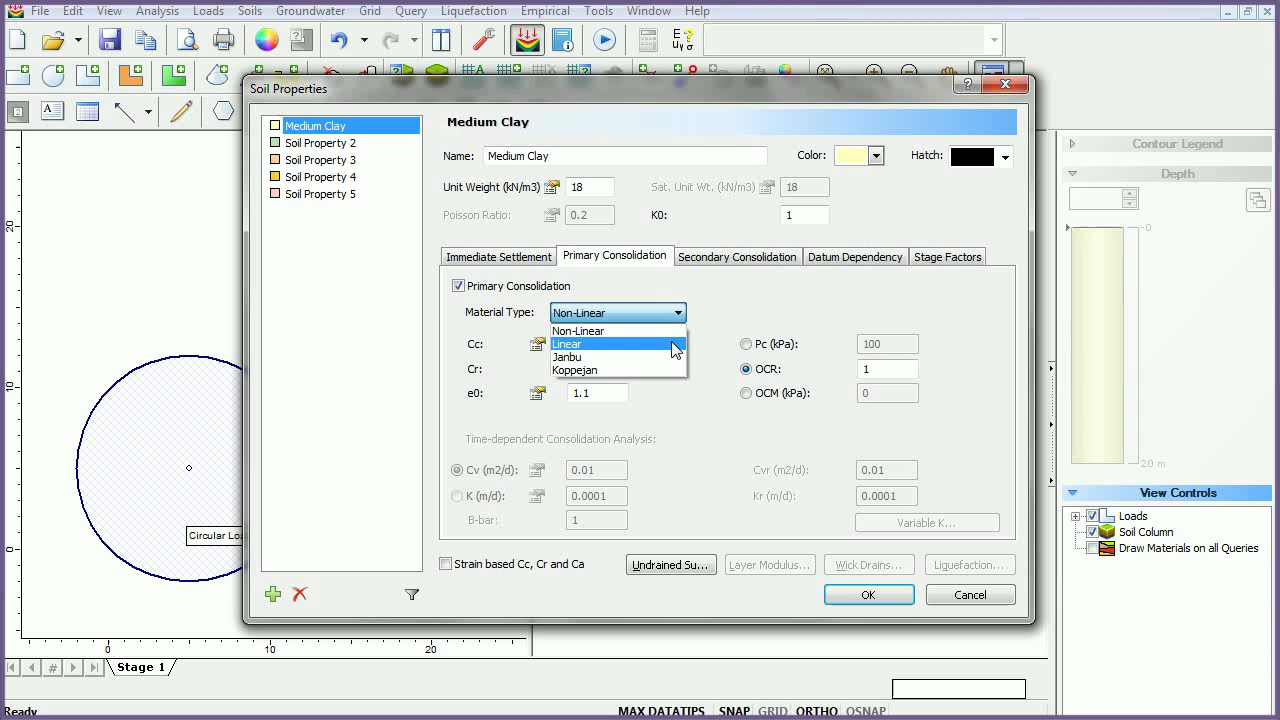 File Edit View Analysis Loads Soils Groundwater Grid Query Liquefaction Empirical Tools Window Help
Soil Properties
Medium Clay
Soil Property 2
Soil Property 3
Soil Property 4
Soil Property 5
Medium Clay
Name: Medium Clay Color: Hatch:
Unit Weight (kN/m3) 18 Sat. Unit Wt. (kN/m3) 18
Poisson Ratio: 0.2 K0: 1
Immediate Settlement Primary Consolidation Secondary Consolidation Datum Dependency Stage Factors
Primary Consolidation
Material Type: Non-Linear
Non-Linear
Linear
Janbu
Koppejan
Cc: Pc (kPa): 100
Cr: OCR: 1
e0: 1.1 OCM (kPa): 0
Time-dependent Consolidation Analysis:
Cv (m2/d): 0.01 Cvr (m2/d): 0.01
K (m/d): 0.0001 Kr (m/d): 0.0001
B-bar: 1 Variable K...
Strain based Cc, Cr and Ca Undrained Su... Layer Modulus... Wick Drains... Liquefaction...
OK Cancel
Contour Legend
Depth
-0
20 m
View Controls
Loads
Soil Column
Draw Materials on all Queries
20
10
0
Circular Loa
0 10 20
Stage 1
Ready MAX DATATIPS SNAP GRID ORTHO OSNAP